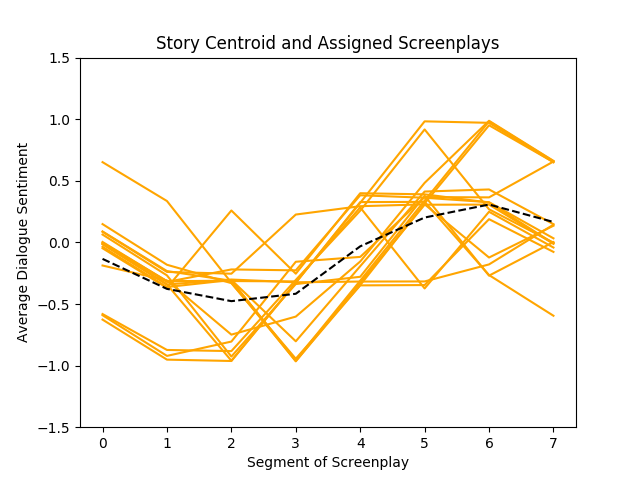 Story Centroid and Assigned Screenplays
1.5
1.0
0.5
0.0
−0.5
−1.0
−1.5
Average Dialogue Sentiment
0 1 2 3 4 5 6 7
Segment of Screenplay